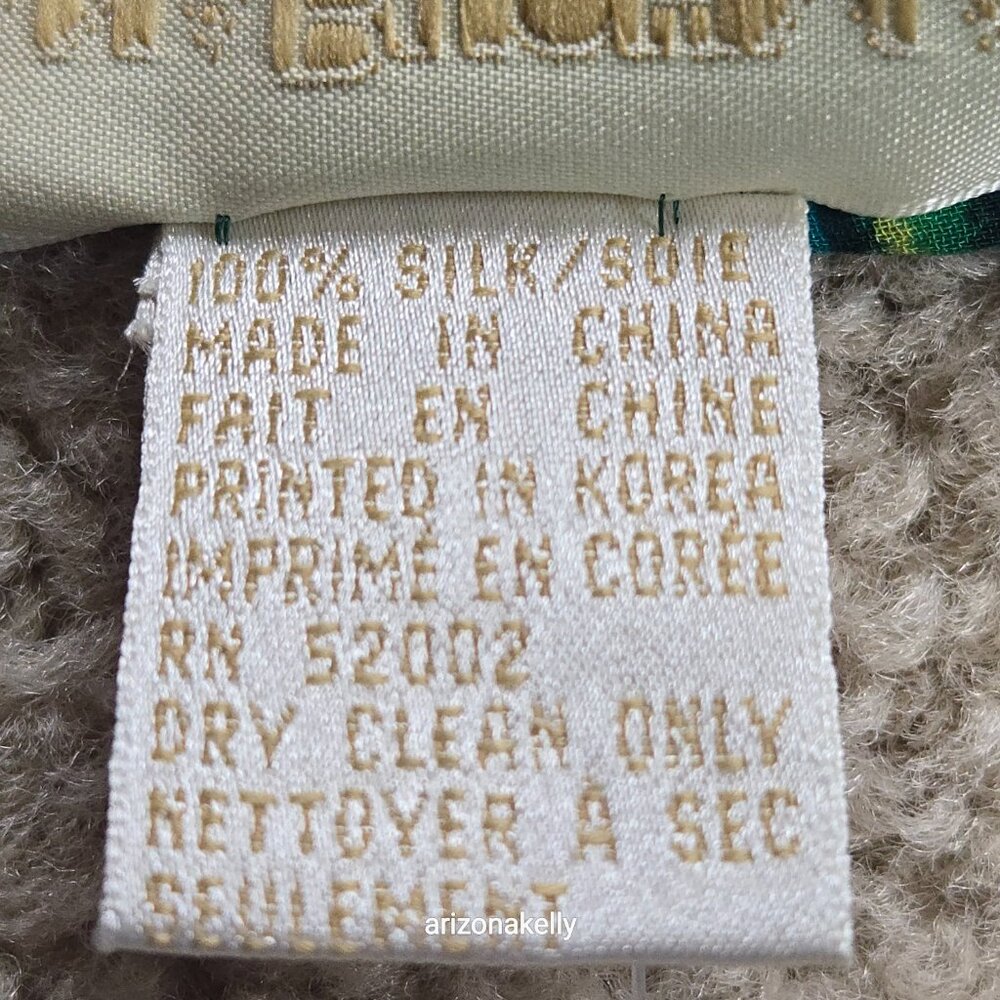 100% SILK/SOIE
MADE IN CHINA
FAIT EN CHINE
PRINTED IN KOREA
IMPRIMÉ EN CORÉE
RN 52002
DRY CLEAN ONLY
NETTOYER A SEC
SEULEMENT
arizonakelly